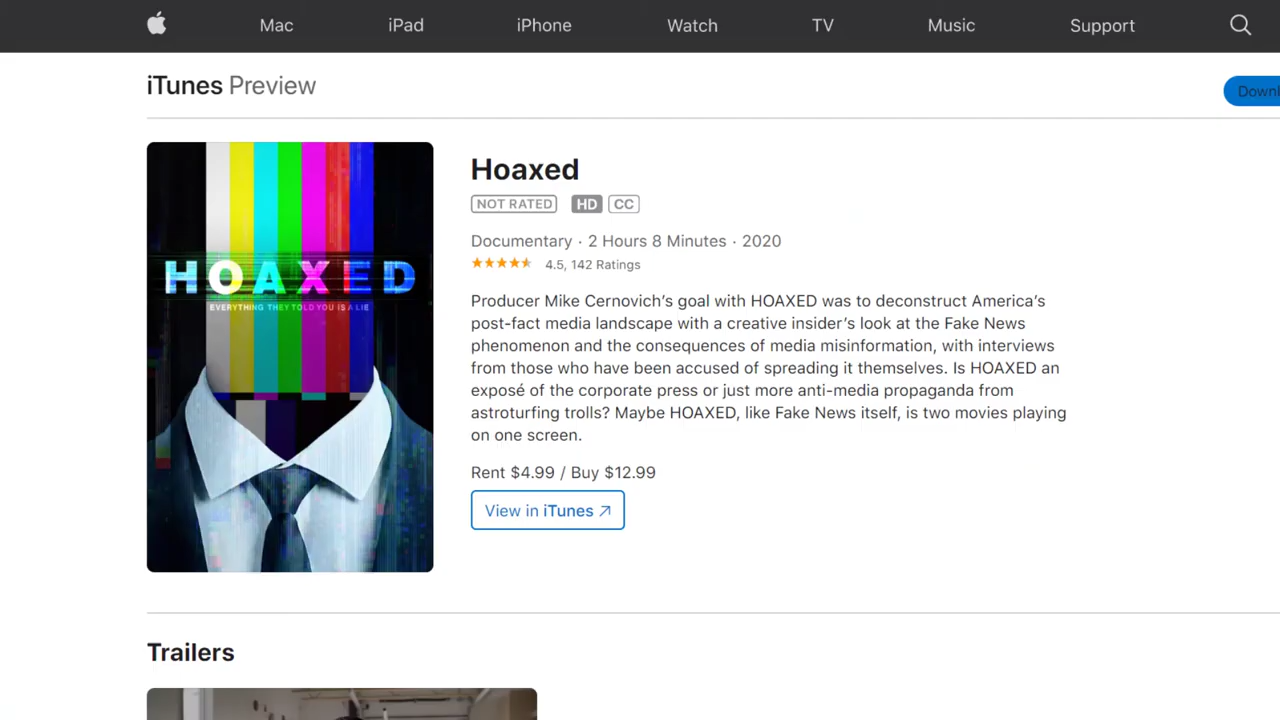 Mac iPad iPhone Watch TV Music Support
iTunes Preview
Downl
HOAXED
EVERYTHING THEY TOLD YOU IS A LIE
Hoaxed
NOT RATED HD CC
Documentary · 2 Hours 8 Minutes · 2020
4.5, 142 Ratings
Producer Mike Cernovich’s goal with HOAXED was to deconstruct America’s
post-fact media landscape with a creative insider’s look at the Fake News
phenomenon and the consequences of media misinformation, with interviews
from those who have been accused of spreading it themselves. Is HOAXED an
exposé of the corporate press or just more anti-media propaganda from
astroturfing trolls? Maybe HOAXED, like Fake News itself, is two movies playing
on one screen.
Rent $4.99 / Buy $12.99
View in iTunes ↗
Trailers